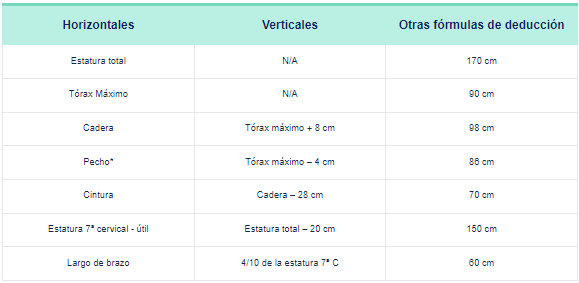 Horizontales Verticales Otras fórmulas de deducción
Estatura total N/A 170 cm
Tórax Máximo N/A 90 cm
Cadera Tórax máximo + 8 cm 98 cm
Pecho* Tórax máximo – 4 cm 86 cm
Cintura Cadera – 28 cm 70 cm
Estatura 7ª cervical - útil Estatura total – 20 cm 150 cm
Largo de brazo 4/10 de la estatura 7ª C 60 cm